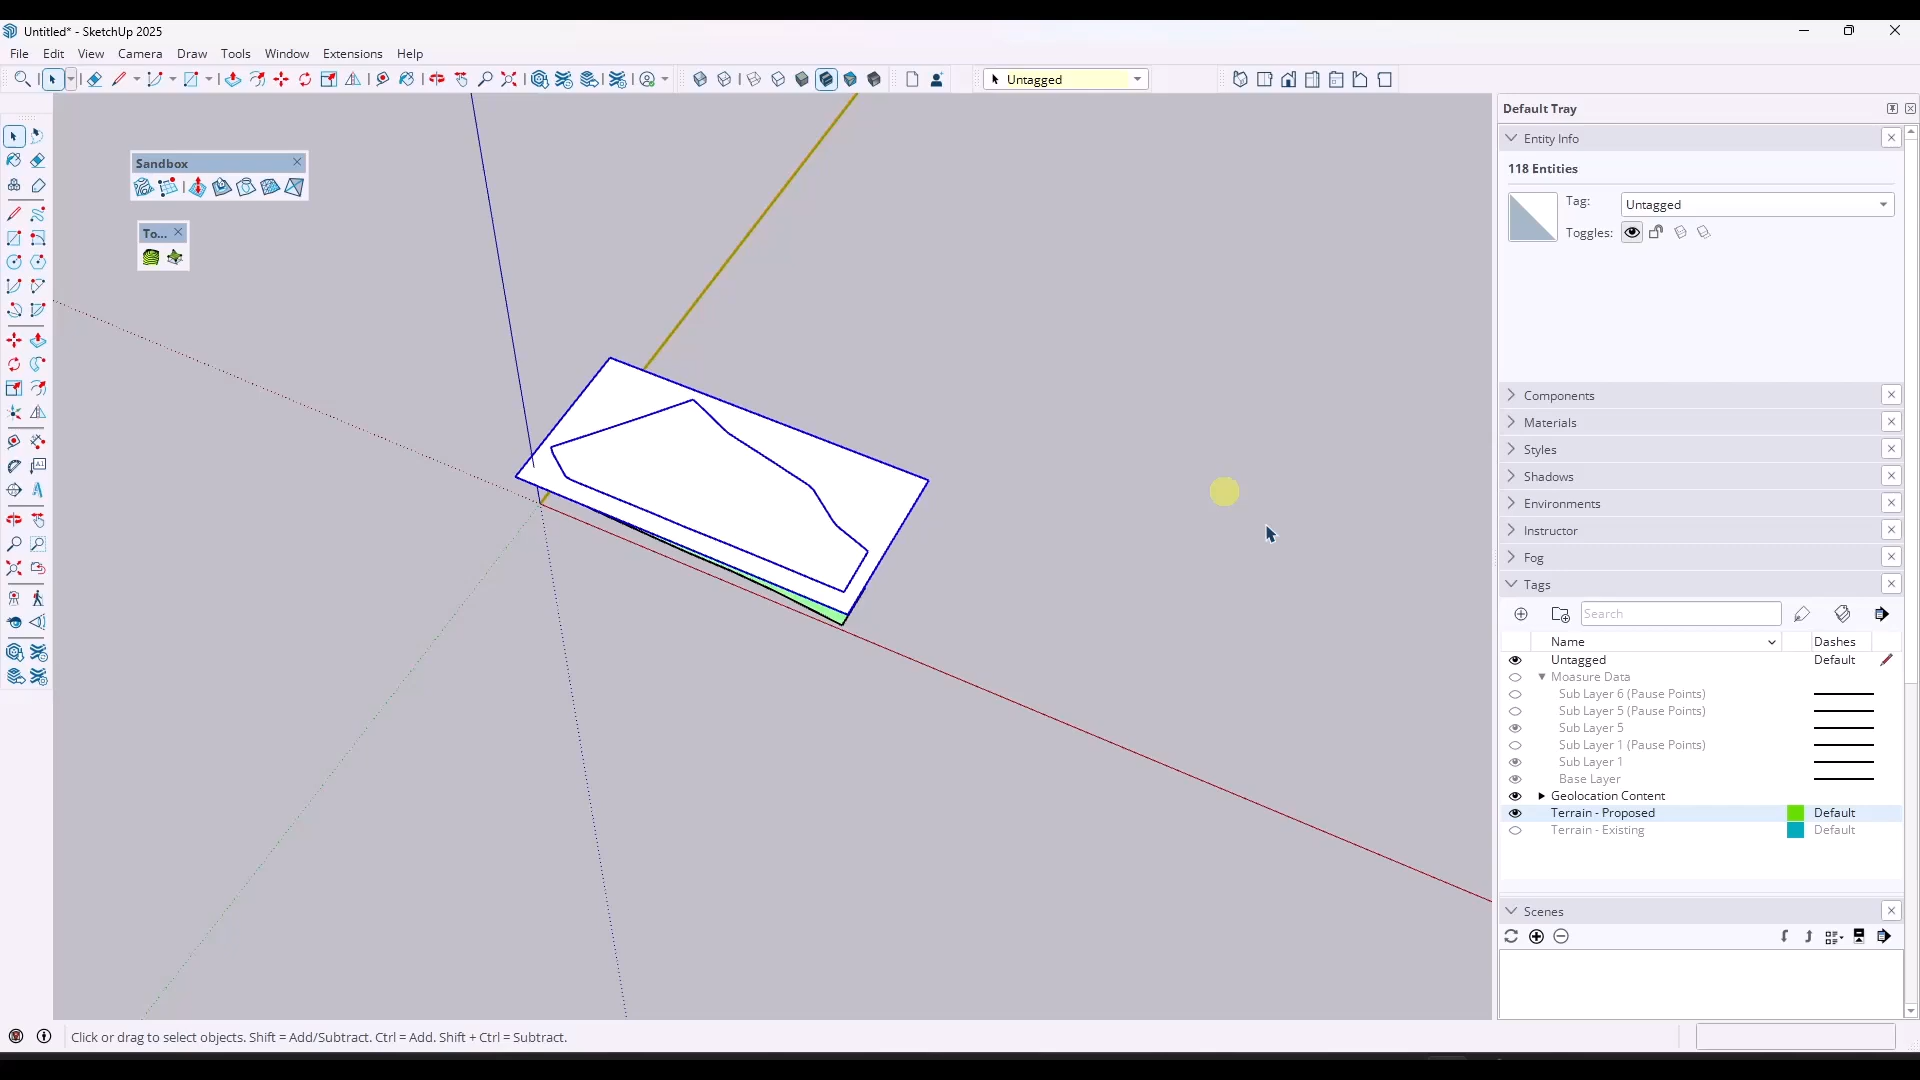 Untitled* - SketchUp 2025
File Edit View Camera Draw Tools Window Extensions Help
Untagged
Default Tray
Entity Info
118 Entities
Tag: Untagged
Toggles:
Sandbox
To...
Components
Materials
Styles
Shadows
Environments
Instructor
Fog
Tags
Search
Name Dashes
Untagged Default
Moasure Data
Sub Layer 6 (Pause Points)
Sub Layer 5 (Pause Points)
Sub Layer 5
Sub Layer 1 (Pause Points)
Sub Layer 1
Base Layer
Geolocation Content
Terrain - Proposed Default
Terrain - Existing Default
Scenes
Click or drag to select objects. Shift = Add/Subtract. Ctrl = Add. Shift + Ctrl = Subtract.